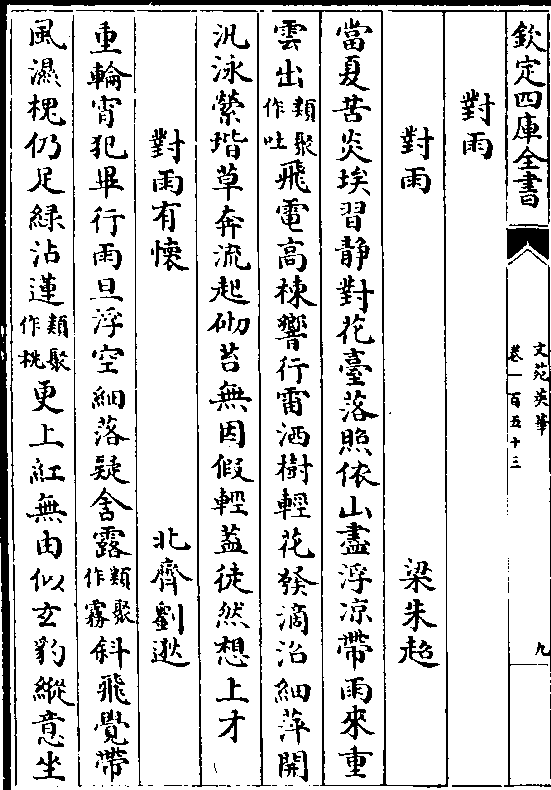 欽定四庫全書
文苑英華
卷一百五十三
九
對雨
對雨 梁朱超
當夏苦炎埃習静對花臺落照依山盡浮凉帶雨來重
雲出類聚作吐飛電高棟響行雷洒樹輕花發滴沼細萍開
汎泳縈堦草奔流起砌苔無因假輕蓋徒然想上才
對雨有懷 北齊劉逖
重輪宵犯畢行雨旦浮空細落疑含露類聚作霧斜飛覺帶
風濕槐仍足緑沾蓮類聚作桃更上紅無由似玄豹縱意坐